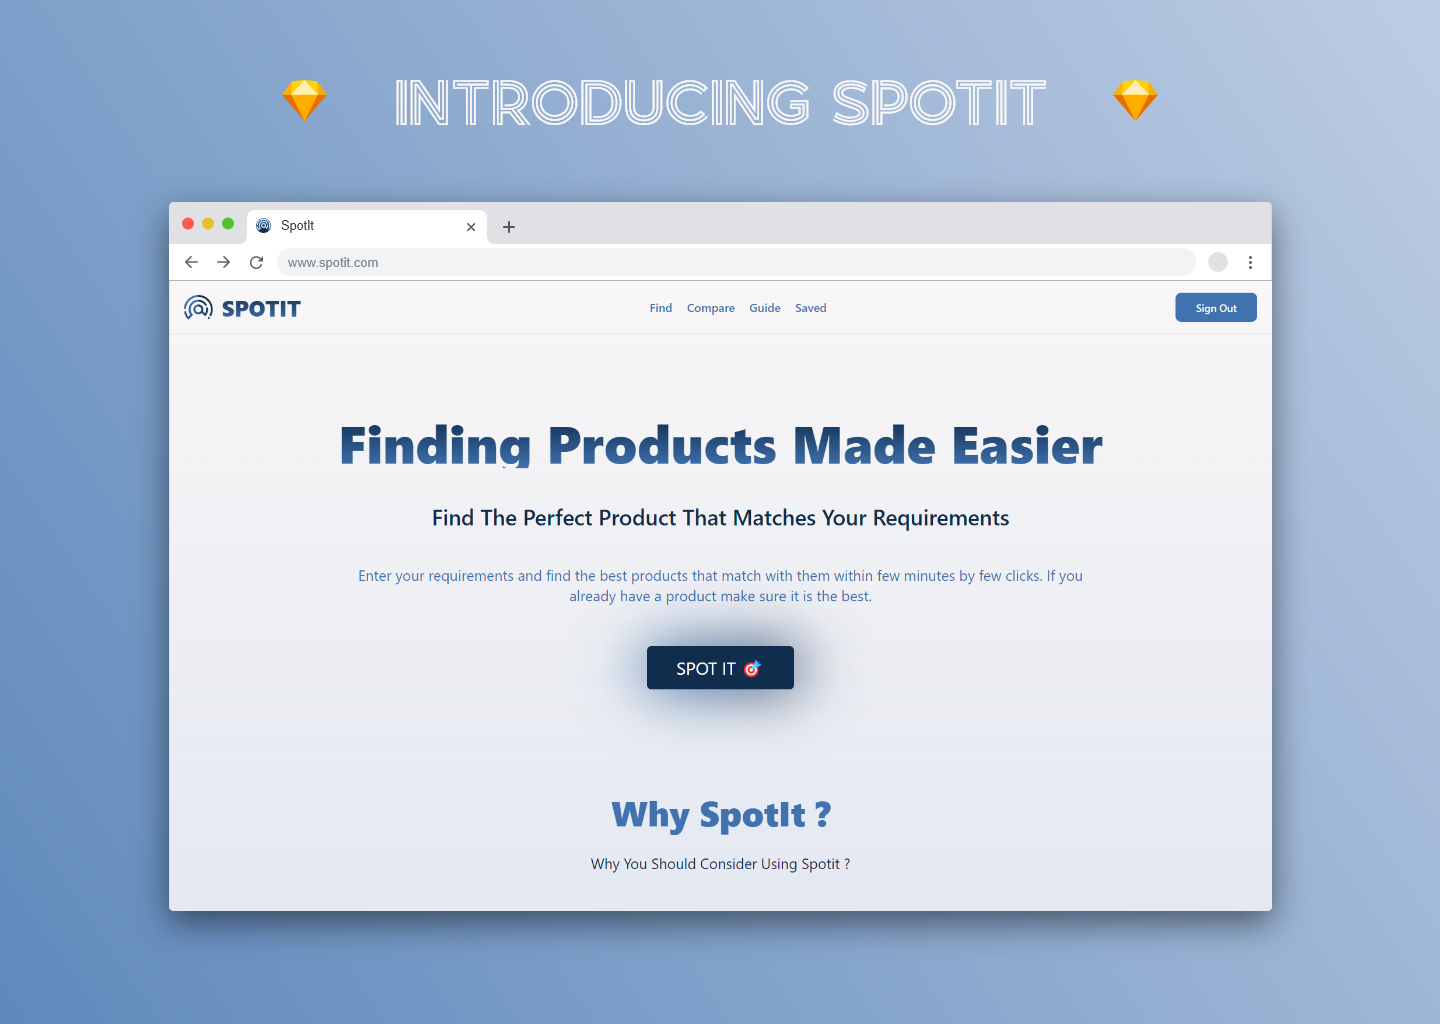 INTRODUCING SPOTIT
SpotIt
www.spotit.com
SPOTIT
Find Compare Guide Saved
Sign Out
Finding Products Made Easier
Find The Perfect Product That Matches Your Requirements
Enter your requirements and find the best products that match with them within few minutes by few clicks. If you
already have a product make sure it is the best.
SPOT IT 🎯
Why SpotIt ?
Why You Should Consider Using Spotit ?